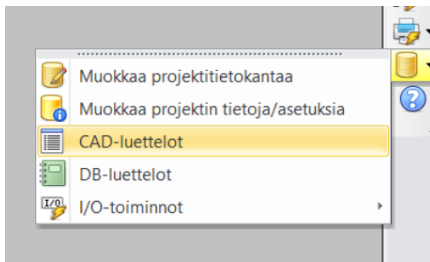 Muokkaa projektitietokantaa
Muokkaa projektin tietoja/asetuksia
CAD-luettelot
DB-luettelot
I/O I/O-toiminnot